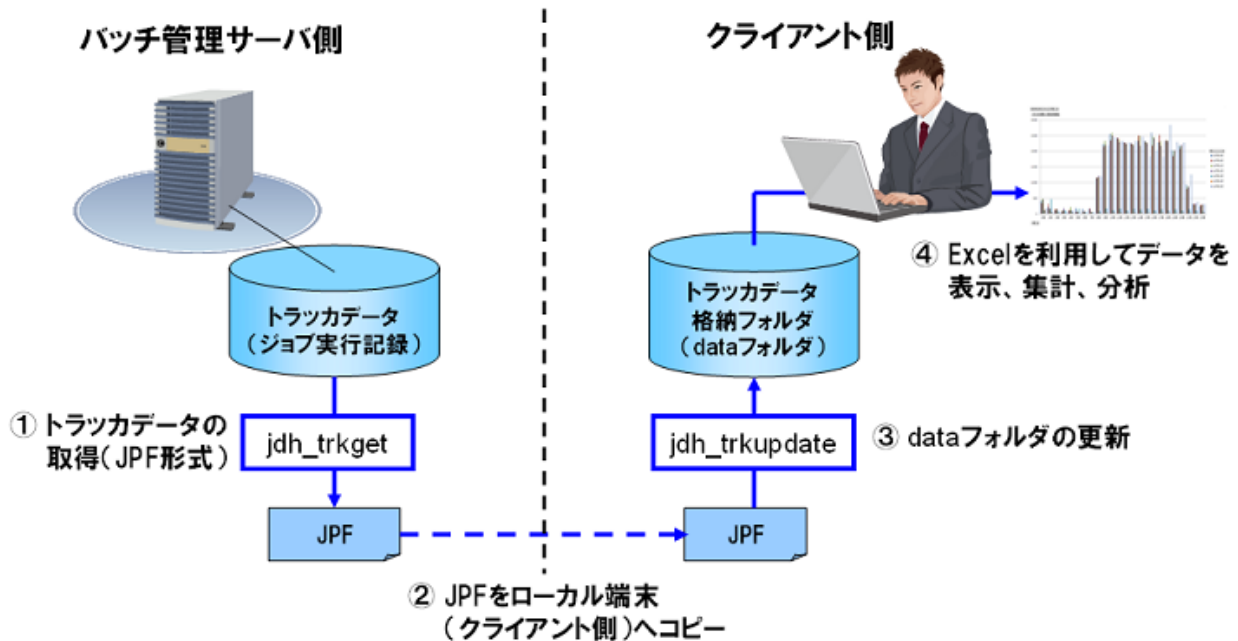 バッチ管理サーバ側
クライアント側
④ Excelを利用してデータを
表示、集計、分析
トラッカデータ
(ジョブ実行記録)
トラッカデータ
格納フォルダ
(dataフォルダ)
① トラッカデータの
取得(JPF形式)
jdh_trkget
jdh_trkupdate
③ dataフォルダの更新
JPF
JPF
② JPFをローカル端末
(クライアント側)へコピー